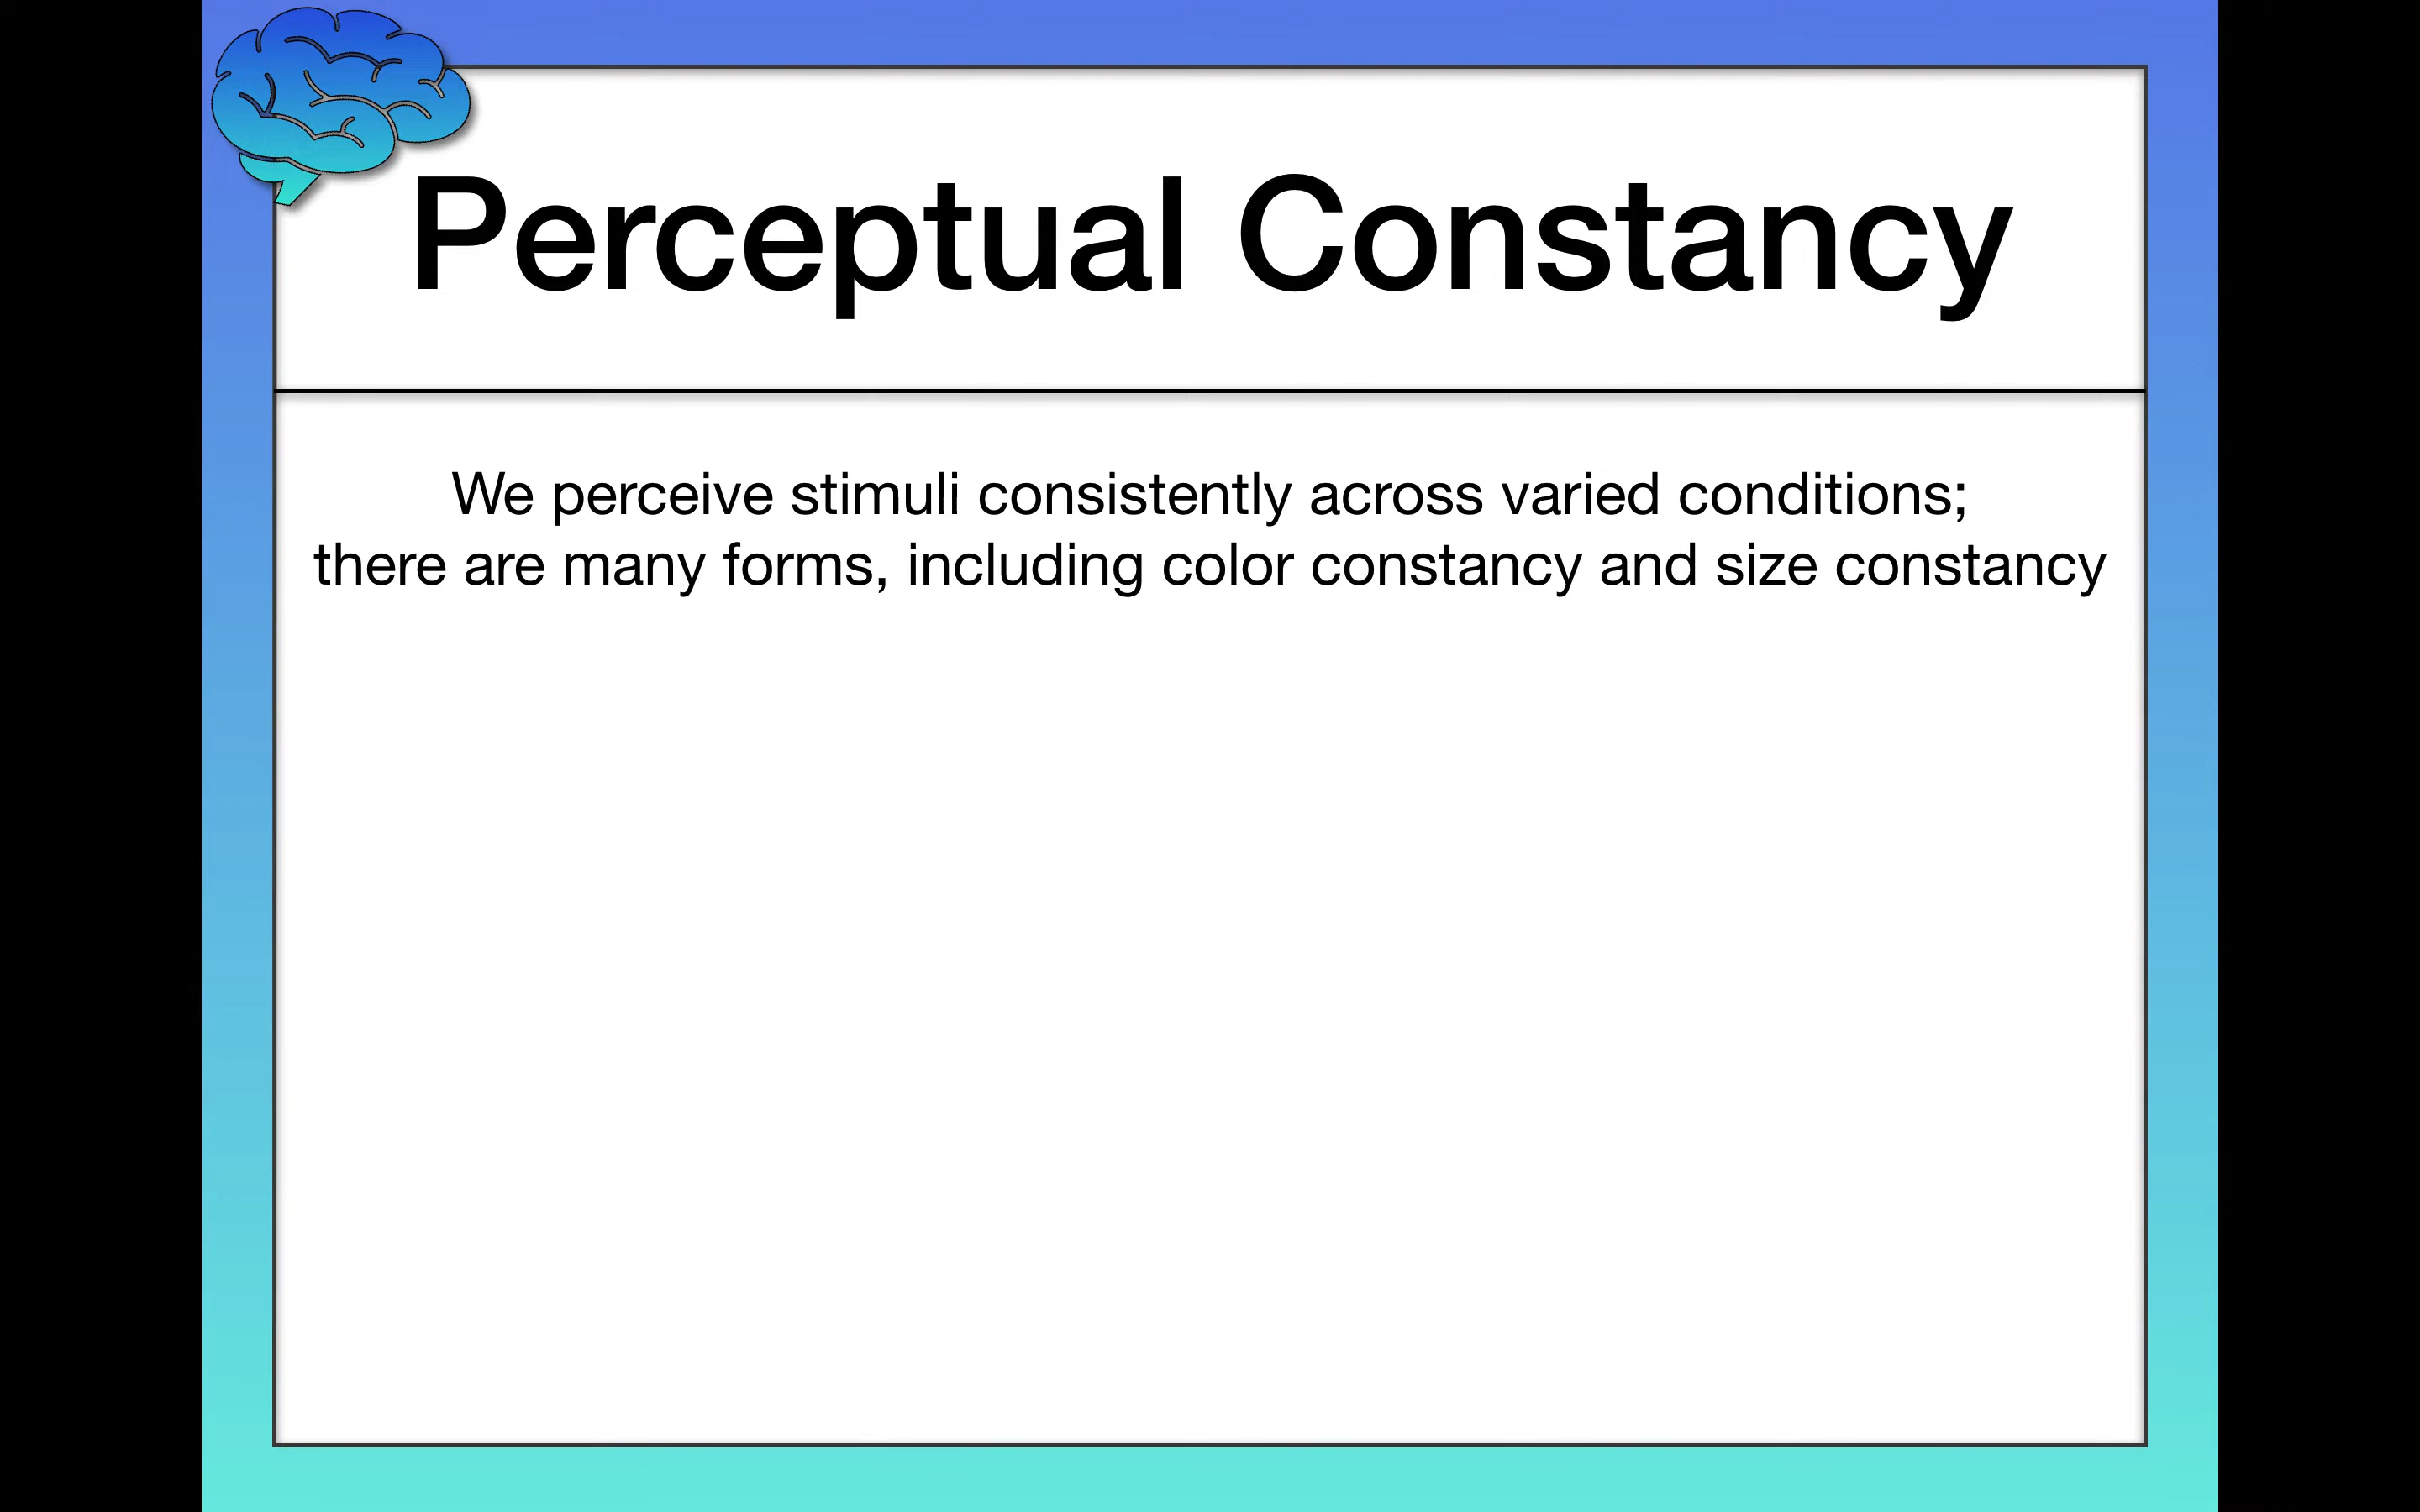 Perceptual Constancy
We perceive stimuli consistently across varied conditions;
there are many forms, including color constancy and size constancy